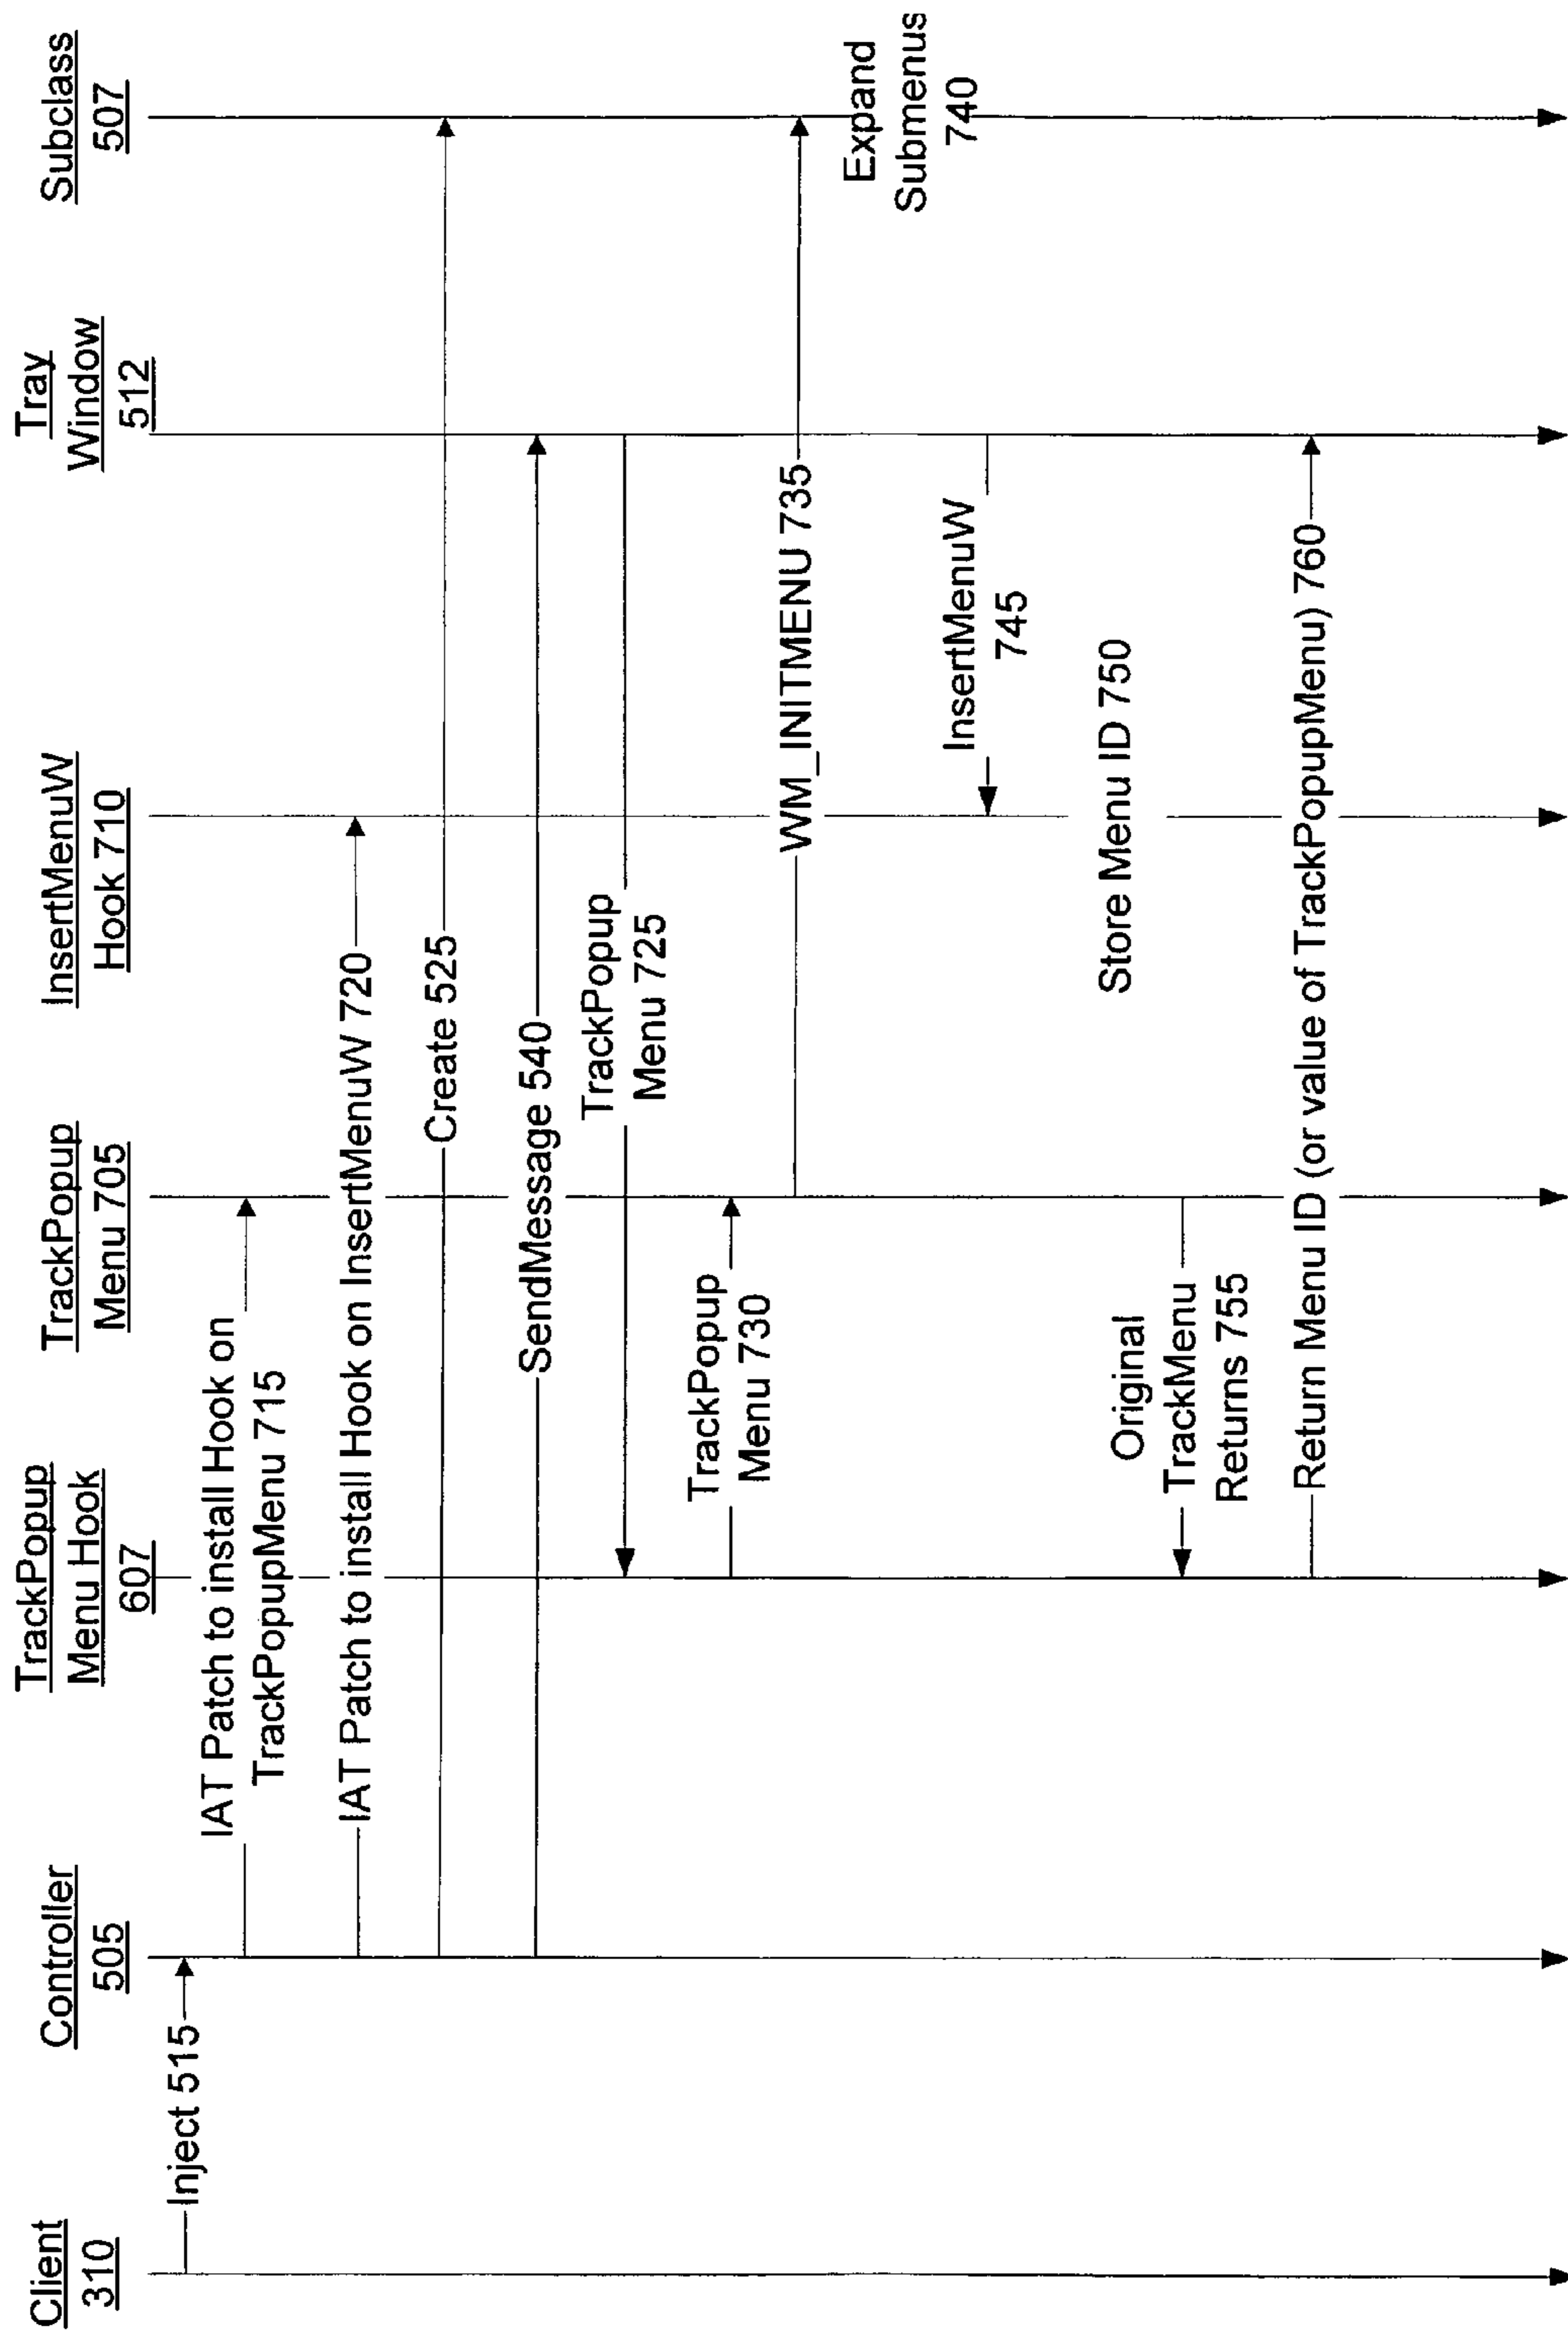 Client
310
Controller
505
TrackPopup
Menu Hook
607
TrackPopup
Menu 705
InsertMenuW
Hook 710
Tray
Window
512
Subclass
507
Inject 515
IAT Patch to install Hook on
TrackPopupMenu 715
IAT Patch to install Hook on InsertMenuW 720
Create 525
SendMessage 540
TrackPopup
Menu 725
TrackPopup
Menu 730
WM_INITMENU 735
Expand
Submenus
740
InsertMenuW
745
Store Menu ID 750
Original
TrackMenu
Returns 755
Return Menu ID (or value of TrackPopupMenu) 760